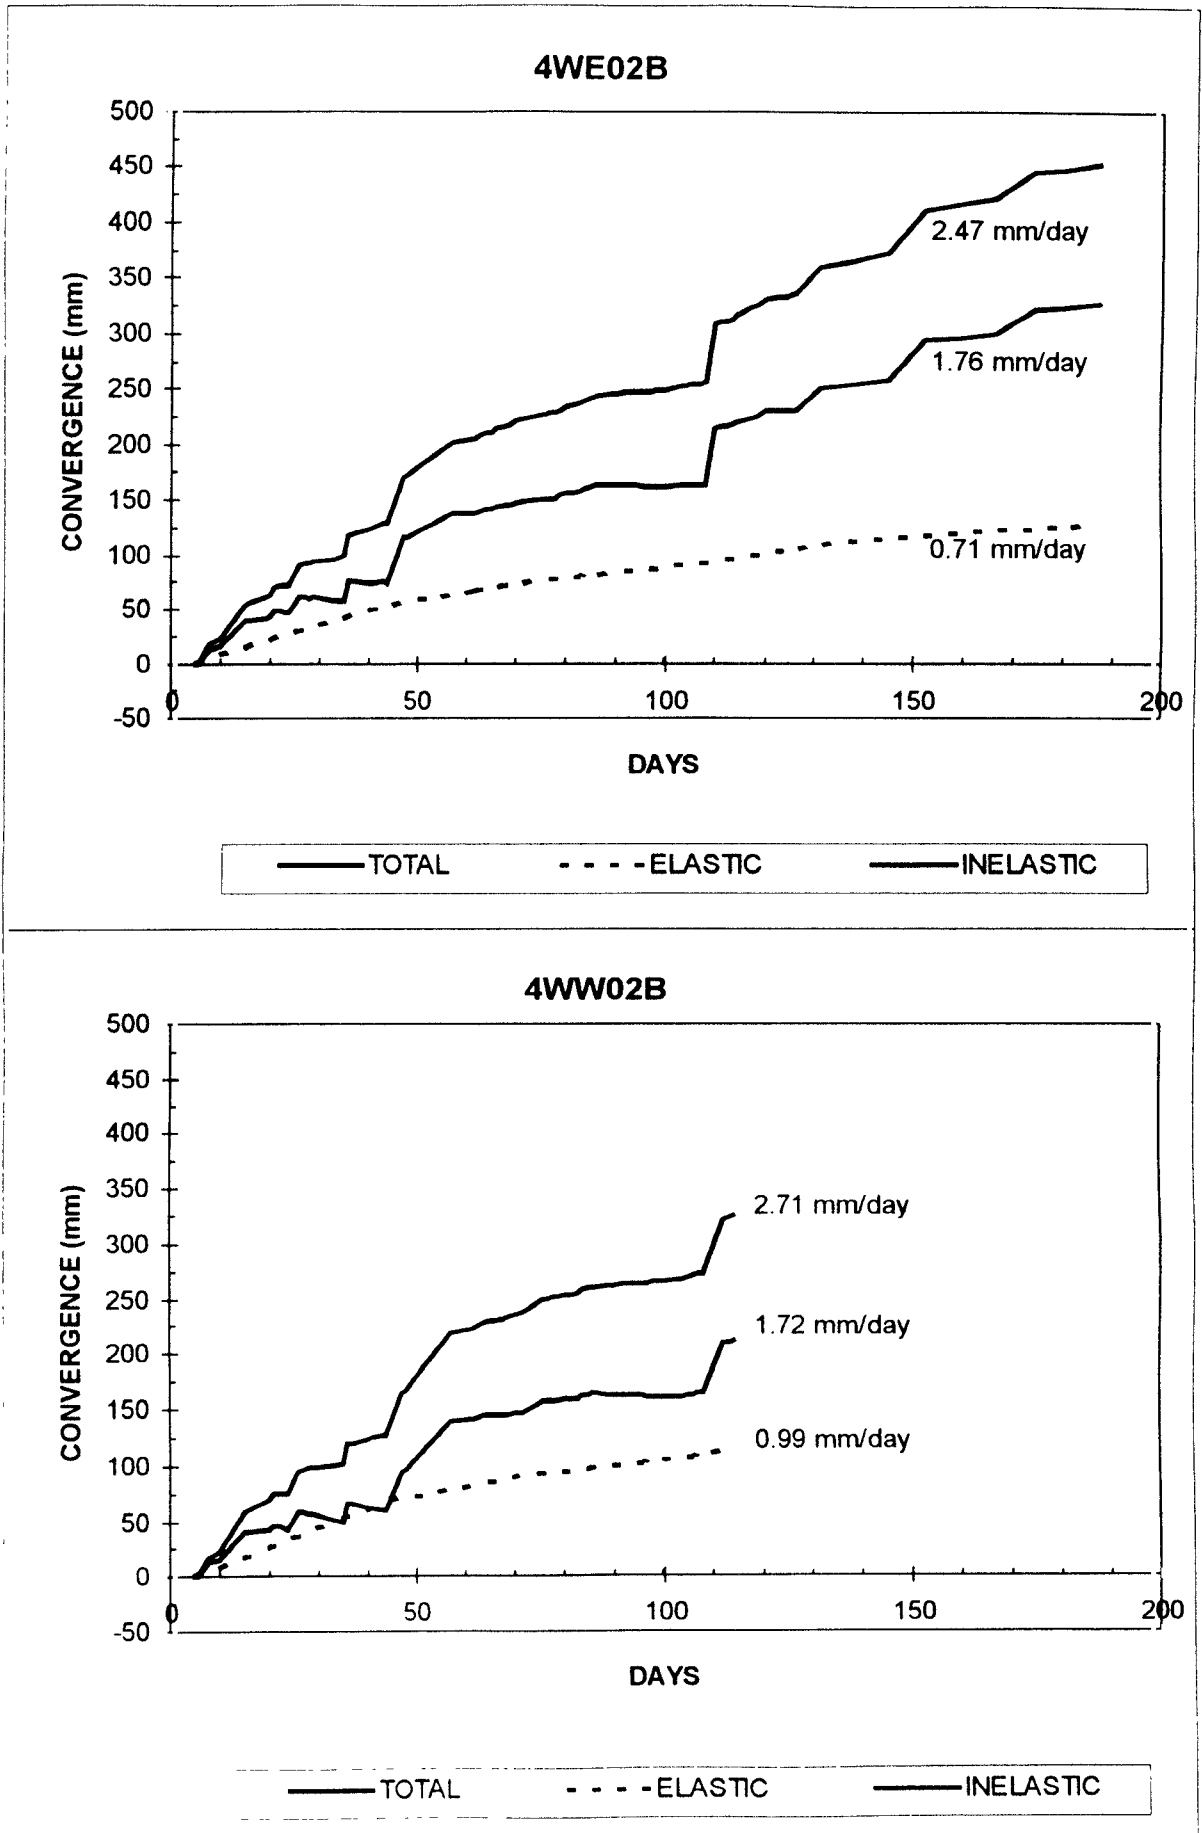 4WE02B
500
450
400
350
300
250
200
150
100
50
0
-50
CONVERGENCE (mm)
2.47 mm/day
1.76 mm/day
0.71 mm/day
0 50 100 150 200
DAYS
TOTAL ELASTIC INELASTIC
4WW02B
500
450
400
350
300
250
200
150
100
50
0
-50
CONVERGENCE (mm)
2.71 mm/day
1.72 mm/day
0.99 mm/day
0 50 100 150 200
DAYS
TOTAL ELASTIC INELASTIC